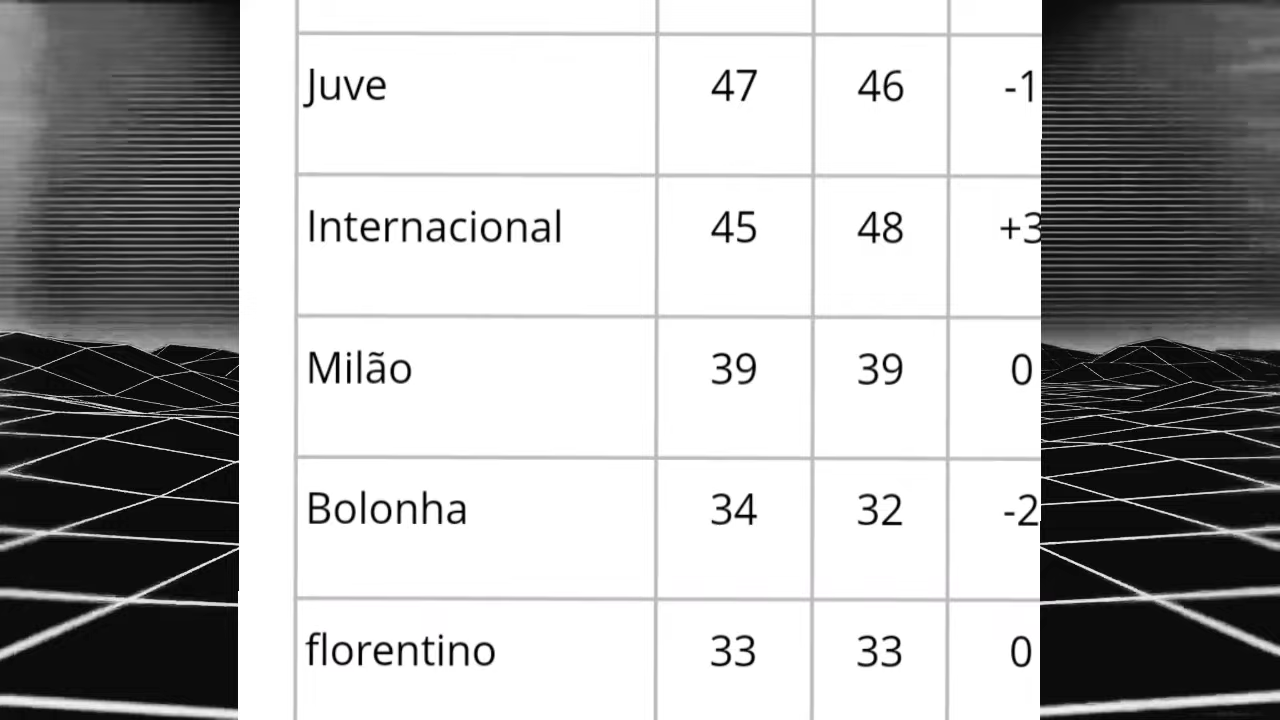 Juve 47 46 -1
Internacional 45 48 +3
Milão 39 39 0
Bolonha 34 32 -2
florentino 33 33 0